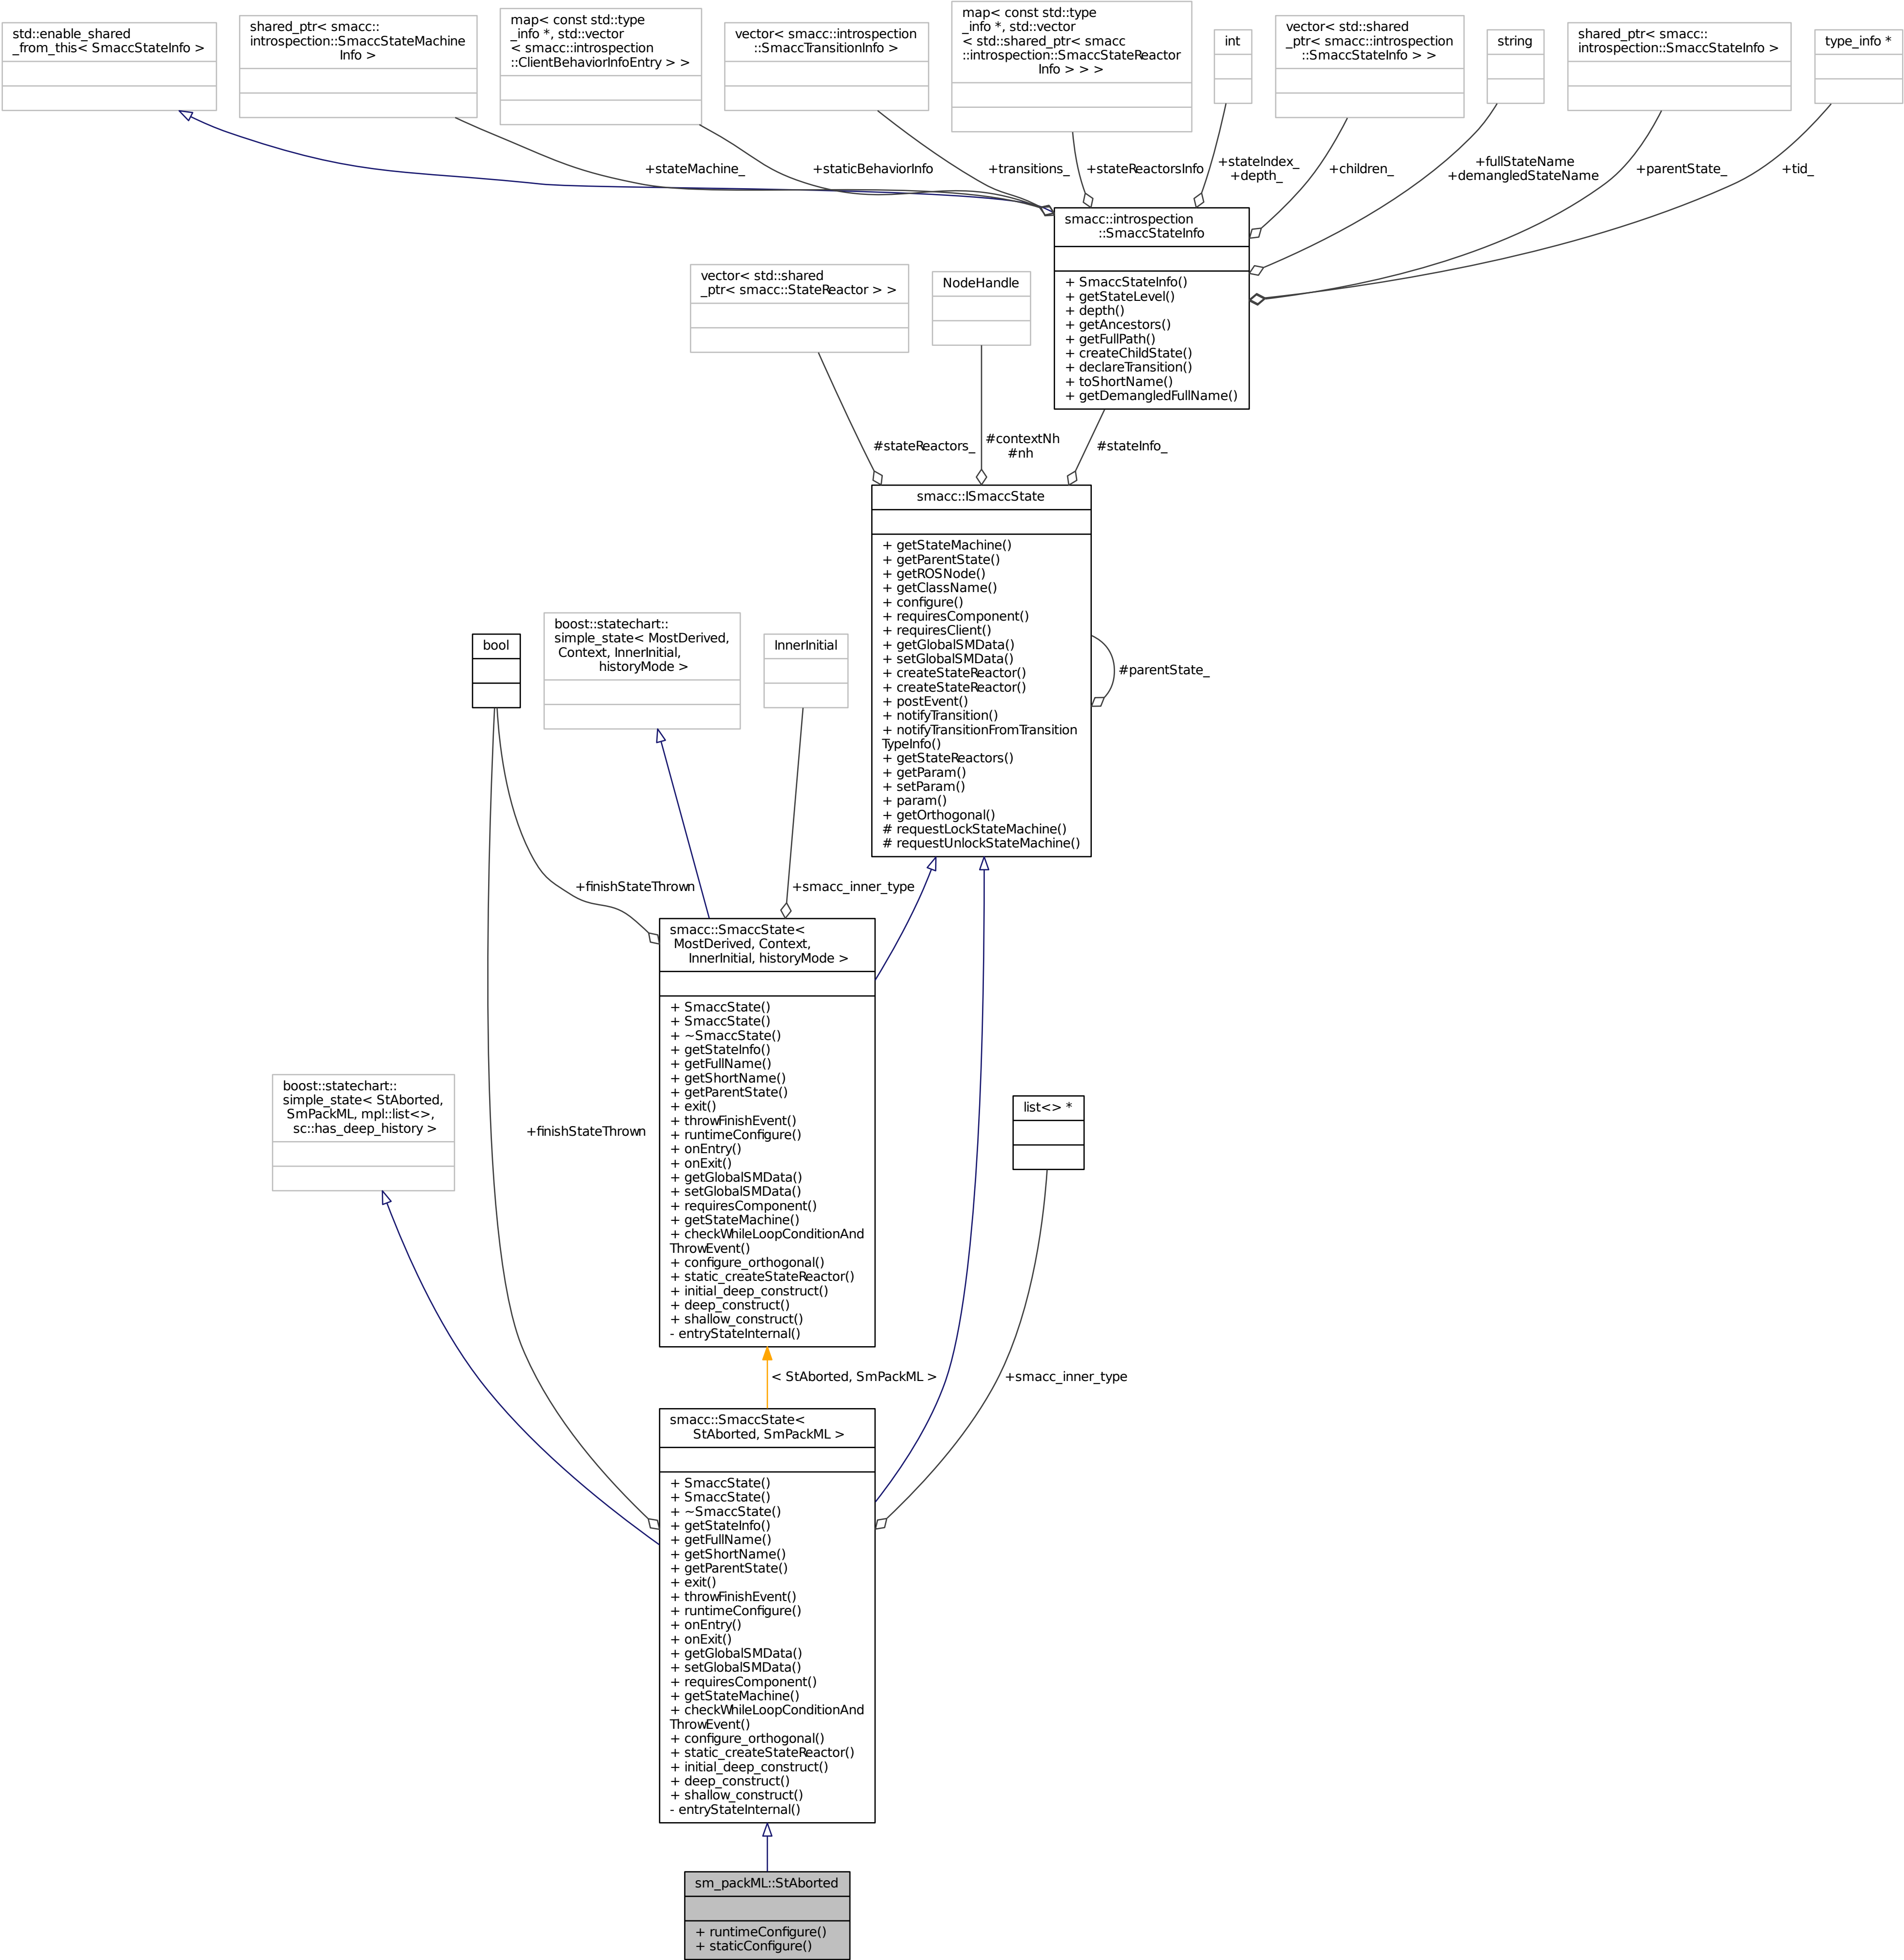 std::enable_shared
_from_this< SmaccStateInfo >
shared_ptr< smacc::
introspection::SmaccStateMachine
Info >
map< const std::type
_info *, std::vector
< smacc::introspection
::ClientBehaviorInfoEntry > >
vector< smacc::introspection
::SmaccTransitionInfo >
map< const std::type
_info *, std::vector
< std::shared_ptr< smacc
::introspection::SmaccStateReactor
Info > > >
int
vector< std::shared
_ptr< smacc::introspection
::SmaccStateInfo > >
string
shared_ptr< smacc::
introspection::SmaccStateInfo >
type_info *
+stateMachine_
+staticBehaviorInfo
+transitions_
+stateReactorsInfo
+stateIndex_
+depth_
+children_
+fullStateName
+demangledStateName
+parentState_
+tid_
smacc::introspection
::SmaccStateInfo
+ SmaccStateInfo()
+ getStateLevel()
+ depth()
+ getAncestors()
+ getFullPath()
+ createChildState()
+ declareTransition()
+ toShortName()
+ getDemangledFullName()
vector< std::shared
_ptr< smacc::StateReactor > >
NodeHandle
#stateReactors_
#contextNh
#nh
#stateInfo_
smacc::ISmaccState
+ getStateMachine()
+ getParentState()
+ getROSNode()
+ getClassName()
+ configure()
+ requiresComponent()
+ requiresClient()
+ getGlobalSMData()
+ setGlobalSMData()
+ createStateReactor()
+ createStateReactor()
+ postEvent()
+ notifyTransition()
+ notifyTransitionFromTransition
TypeInfo()
+ getStateReactors()
+ getParam()
+ setParam()
+ param()
+ getOrthogonal()
# requestLockStateMachine()
# requestUnlockStateMachine()
#parentState_
bool
boost::statechart::
simple_state< MostDerived,
Context, InnerInitial,
historyMode >
InnerInitial
+finishStateThrown
+smacc_inner_type
smacc::SmaccState<
MostDerived, Context,
InnerInitial, historyMode >
+ SmaccState()
+ SmaccState()
+ ~SmaccState()
+ getStateInfo()
+ getFullName()
+ getShortName()
+ getParentState()
+ exit()
+ throwFinishEvent()
+ runtimeConfigure()
+ onEntry()
+ onExit()
+ getGlobalSMData()
+ setGlobalSMData()
+ requiresComponent()
+ getStateMachine()
+ checkWhileLoopConditionAnd
ThrowEvent()
+ configure_orthogonal()
+ static_createStateReactor()
+ initial_deep_construct()
+ deep_construct()
+ shallow_construct()
- entryStateInternal()
boost::statechart::
simple_state< StAborted,
SmPackML, mpl::list<>,
sc::has_deep_history >
+finishStateThrown
list<> *
< StAborted, SmPackML >
+smacc_inner_type
smacc::SmaccState<
StAborted, SmPackML >
+ SmaccState()
+ SmaccState()
+ ~SmaccState()
+ getStateInfo()
+ getFullName()
+ getShortName()
+ getParentState()
+ exit()
+ throwFinishEvent()
+ runtimeConfigure()
+ onEntry()
+ onExit()
+ getGlobalSMData()
+ setGlobalSMData()
+ requiresComponent()
+ getStateMachine()
+ checkWhileLoopConditionAnd
ThrowEvent()
+ configure_orthogonal()
+ static_createStateReactor()
+ initial_deep_construct()
+ deep_construct()
+ shallow_construct()
- entryStateInternal()
sm_packML::StAborted
+ runtimeConfigure()
+ staticConfigure()